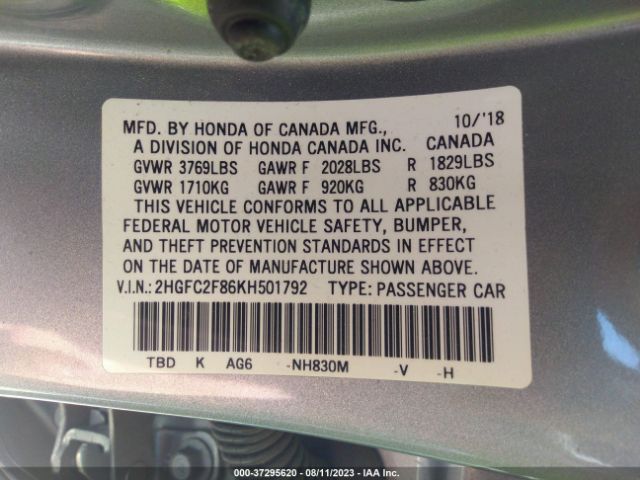 MFD. BY HONDA OF CANADA MFG., 10/'18
A DIVISION OF HONDA CANADA INC. CANADA
GVWR 3769LBS GAWR F 2028LBS R 1829LBS
GVWR 1710KG GAWR F 920KG R 830KG
THIS VEHICLE CONFORMS TO ALL APPLICABLE
FEDERAL MOTOR VEHICLE SAFETY, BUMPER,
AND THEFT PREVENTION STANDARDS IN EFFECT
ON THE DATE OF MANUFACTURE SHOWN ABOVE.
V.I.N.: 2HGFC2F86KH501792 TYPE: PASSENGER CAR
TBD K AG6 -NH830M -V -H
000-37295620 - 08/11/2023 - IAA Inc.